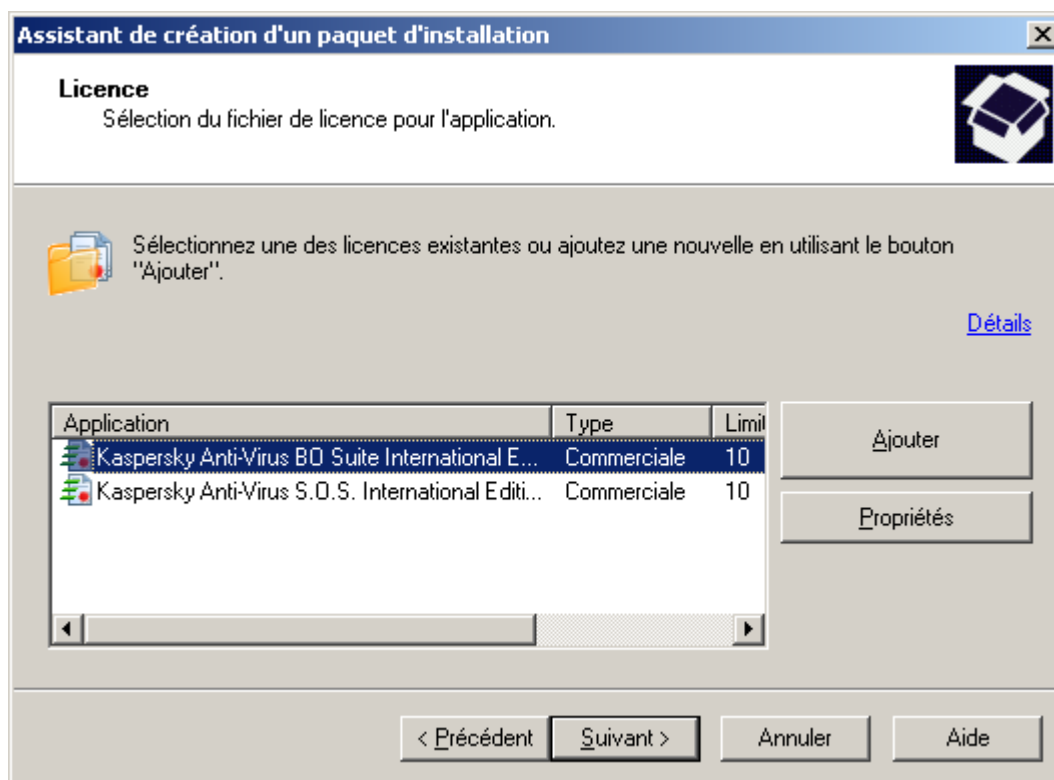 Assistant de création d'un paquet d'installation
Licence
Sélection du fichier de licence pour l'application.
Sélectionnez une des licences existantes ou ajoutez une nouvelle en utilisant le bouton
"Ajouter".
Détails
Application Type Limit
Kaspersky Anti-Virus BO Suite International E... Commerciale 10
Kaspersky Anti-Virus S.O.S. International Editi... Commerciale 10
Ajouter
Propriétés
< Précédent Suivant > Annuler Aide